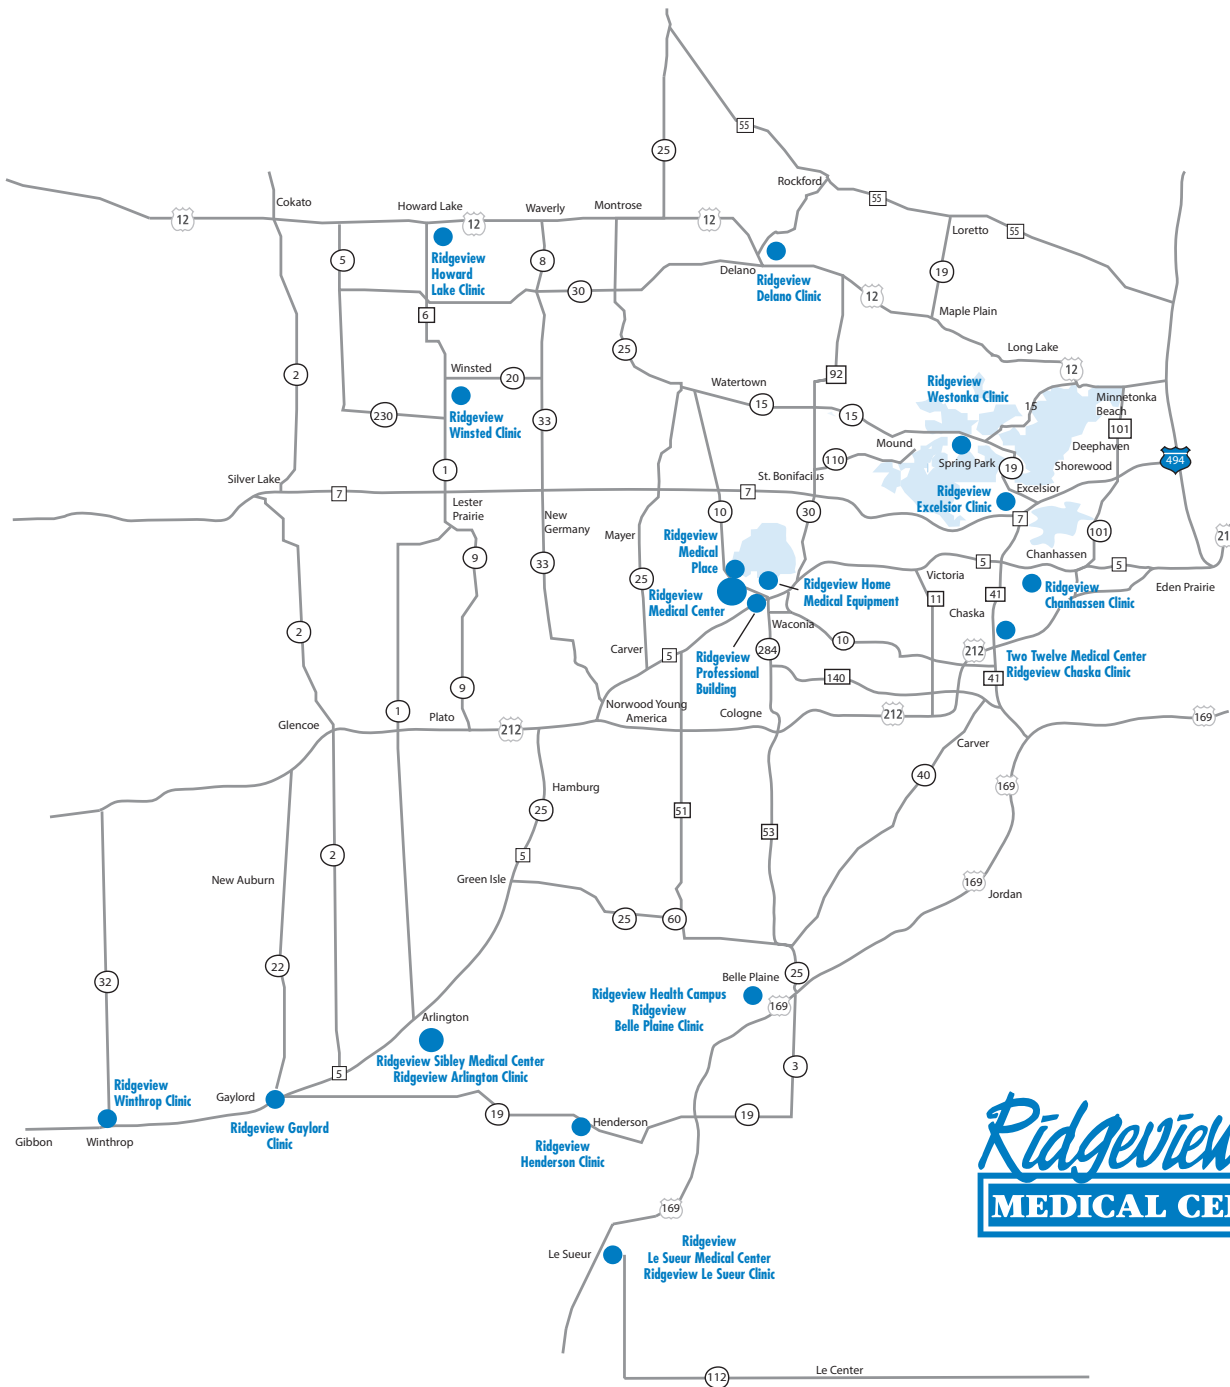 55
25
Rockford
55
Cokato
Howard Lake
Waverly
Montrose
12
12
12
Loretto
55
Ridgeview
Howard
Lake Clinic
5
8
Delano
Ridgeview
Delano Clinic
19
30
12
6
Maple Plain
Long Lake
25
Winsted
20
2
92
12
Watertown
Ridgeview
Westonka Clinic
230
Ridgeview
Winsted Clinic
33
15
15
15
Minnetonka
Beach
101
Mound
Deephaven
110
Spring Park
19
Shorewood
494
1
St. Bonifacius
Silver Lake
7
7
Excelsior
Ridgeview
Excelsior Clinic
7
Lester
Prairie
10
30
New
Germany
Mayer
Ridgeview
Medical
Place
101
Chanhassen
21
9
33
25
5
5
Victoria
Eden Prairie
Ridgeview
Medical Center
Ridgeview Home
Medical Equipment
11
41
Ridgeview
Chanhassen Clinic
Chaska
2
Waconia
10
Carver
5
284
212
Two Twelve Medical Center
Ridgeview Chaska Clinic
Ridgeview
Professional
Building
140
41
9
1
Plato
Glencoe
212
Norwood Young
America
Cologne
212
169
Carver
40
Hamburg
169
25
51
53
2
5
New Auburn
Green Isle
169
Jordan
25
60
22
32
Belle Plaine
25
Ridgeview Health Campus
Ridgeview
Belle Plaine Clinic
169
Arlington
Ridgeview Sibley Medical Center
Ridgeview Arlington Clinic
3
5
Ridgeview
Winthrop Clinic
Gaylord
Ridgeview Gaylord
Clinic
19
Henderson
19
Gibbon
Winthrop
Ridgeview
Henderson Clinic
Ridgeview
MEDICAL CE
169
Le Sueur
Ridgeview
Le Sueur Medical Center
Ridgeview Le Sueur Clinic
112
Le Center